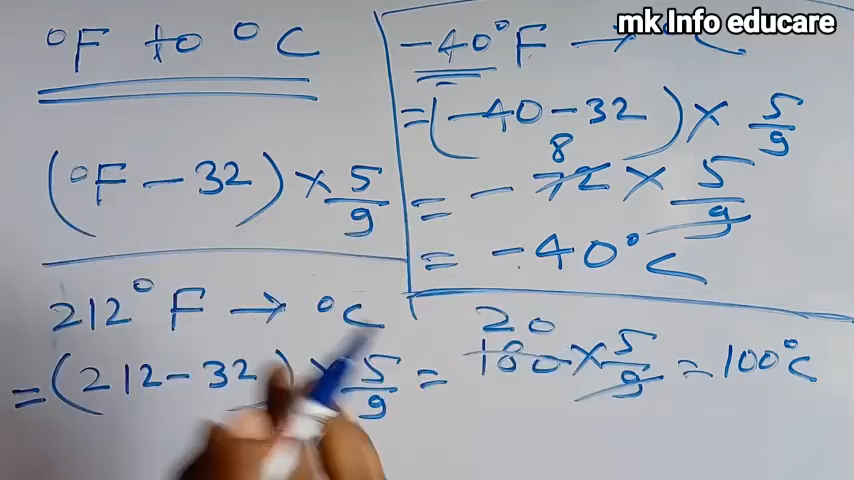 mk Info educare
°F to °C
(°F - 32) × 5/9
-40°F → °C
= (-40 - 32) × 5/9
8
= - 72 × 5/9
= -40°C
212°F → °C
20
= (212 - 32) × 5/9 = 180 × 5/9 = 100°C